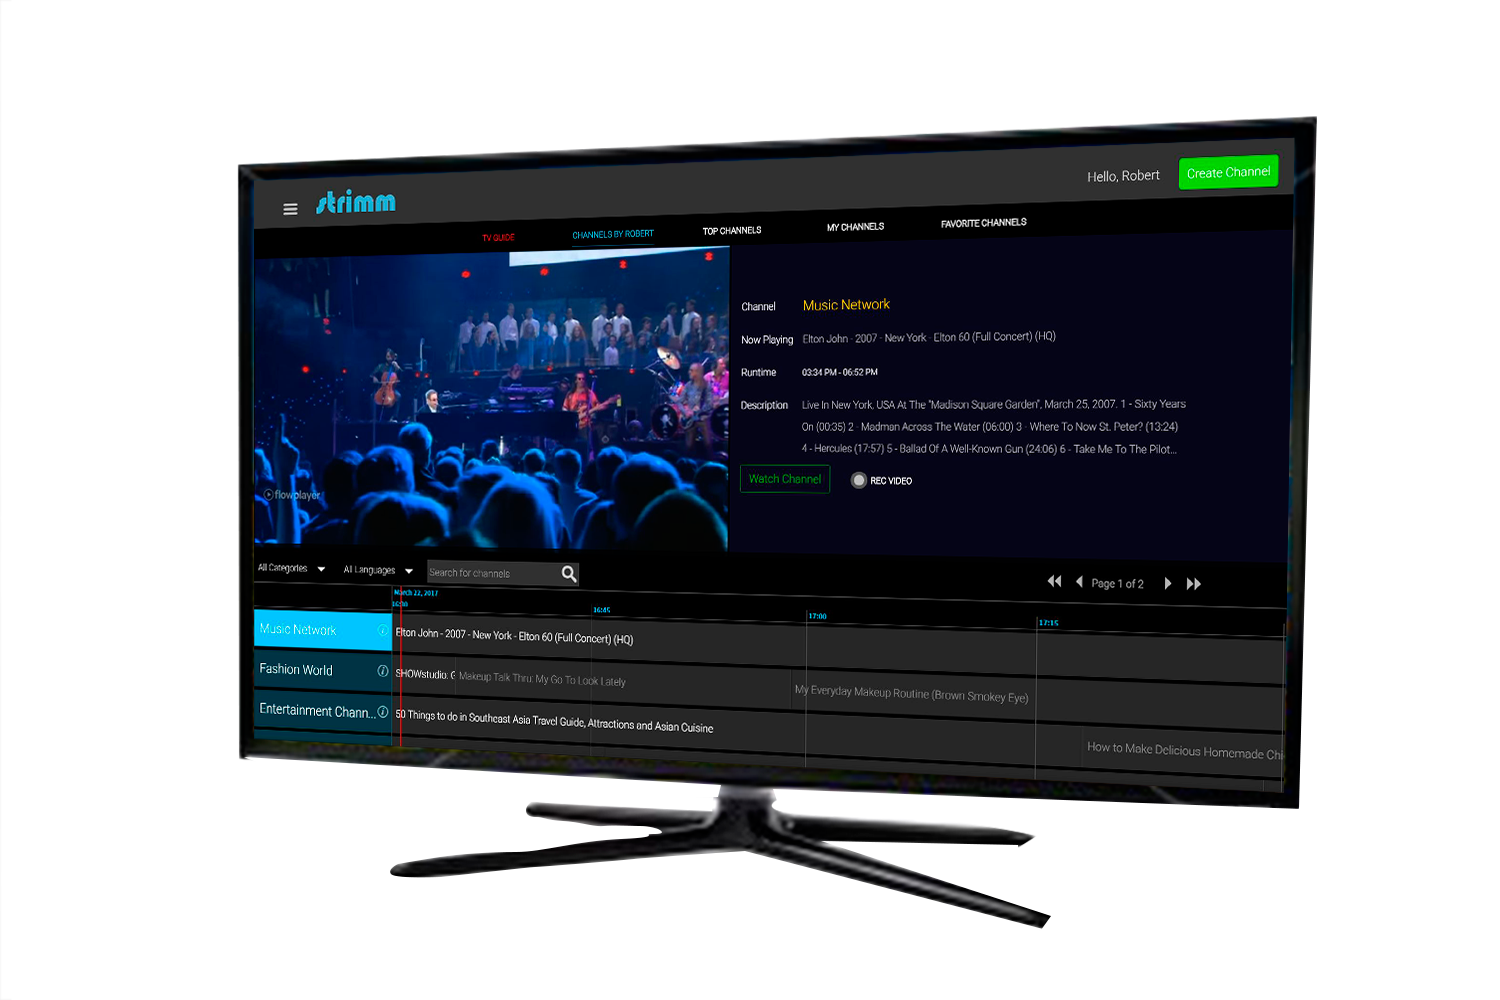 strimm
Hello, Robert
Create Channel
TV GUIDE
CHANNELS BY ROBERT
TOP CHANNELS
MY CHANNELS
FAVORITE CHANNELS
flowplayer
Channel Music Network
Now Playing Elton John - 2007 - New York - Elton 60 (Full Concert) (HQ)
Runtime 03:34 PM - 06:52 PM
Description Live In New York, USA At The "Madison Square Garden", March 25, 2007. 1 - Sixty Years
On (00:35) 2 - Madman Across The Water (06:00) 3 - Where To Now St. Peter? (13:24)
4 - Hercules (17:57) 5 - Ballad Of A Well-Known Gun (24:06) 6 - Take Me To The Pilot...
Watch Channel
REC VIDEO
All Categories
All Languages
Search for channels
Page 1 of 2
March 22, 2017
16:30
16:45
17:00
17:15
Music Network
Elton John - 2007 - New York - Elton 60 (Full Concert) (HQ)
Fashion World
SHOWstudio: G
Makeup Talk Thru: My Go To Look Lately
My Everyday Makeup Routine (Brown Smokey Eye)
Entertainment Chann...
50 Things to do in Southeast Asia Travel Guide, Attractions and Asian Cuisine
How to Make Delicious Homemade Chi